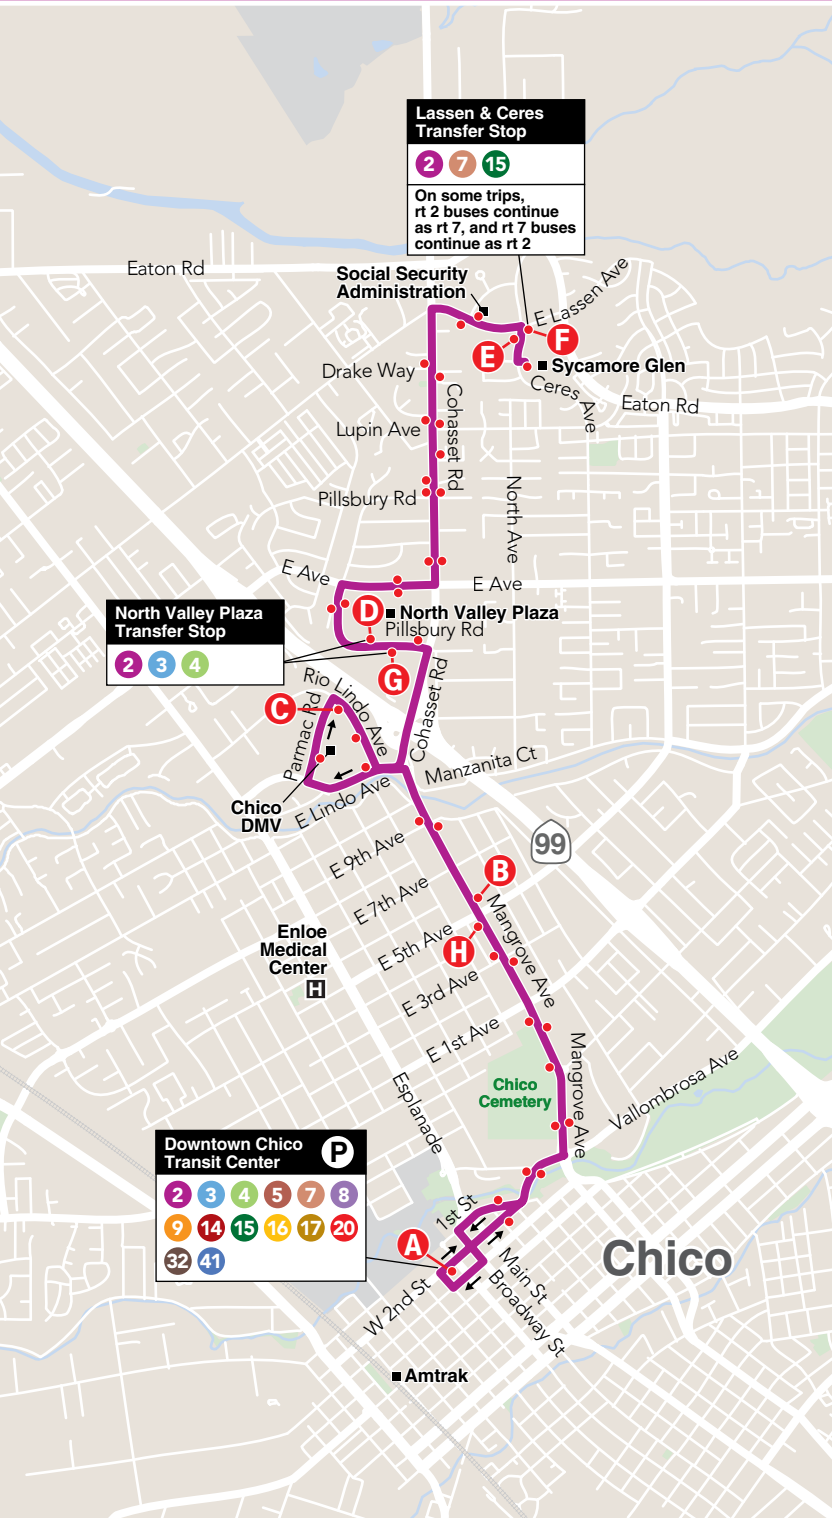 Lassen & Ceres
Transfer Stop
2 7 15
On some trips,
rt 2 buses continue
as rt 7, and rt 7 buses
continue as rt 2
Eaton Rd
Social Security
Administration
E Lassen Ave
F
E
Sycamore Glen
Drake Way
Ceres Ave
Eaton Rd
Cohasset Rd
Lupin Ave
Pillsbury Rd
North Ave
E Ave
E Ave
North Valley Plaza
Transfer Stop
2 3 4
D
North Valley Plaza
Pillsbury Rd
G
Rio Lindo Ave
C
Parmac Rd
Cohasset Rd
Manzanita Ct
Chico
DMV
E Lindo Ave
99
E 9th Ave
B
E 7th Ave
Mangrove Ave
Enloe
Medical
Center
H
E 5th Ave
H
E 3rd Ave
E 1st Ave
Mangrove Ave
Chico
Cemetery
Vallombrosa Ave
Esplanade
Downtown Chico
Transit Center
P
2 3 4 5 7 8
9 14 15 16 17 20
32 41
1st St
A
Main St
Broadway St
W 2nd St
Chico
Amtrak